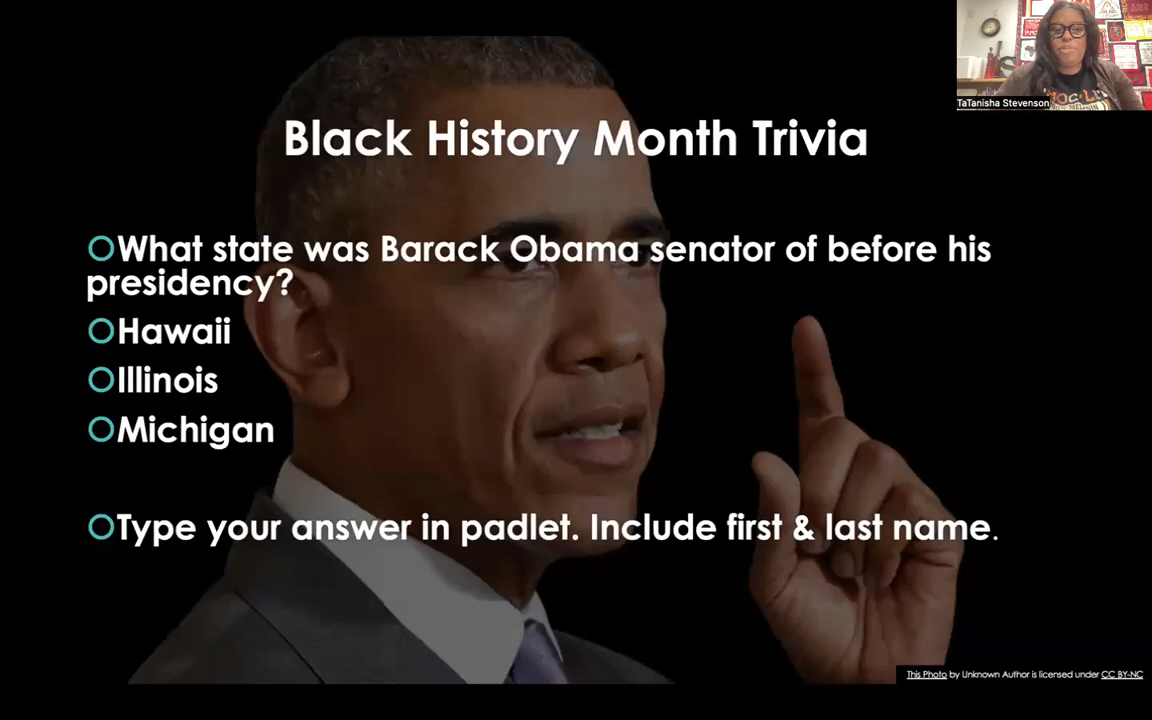 TaTanisha Stevenson
Black History Month Trivia
What state was Barack Obama senator of before his
presidency?
Hawaii
Illinois
Michigan
Type your answer in padlet. Include first & last name.
This Photo by Unknown Author is licensed under CC BY-NC